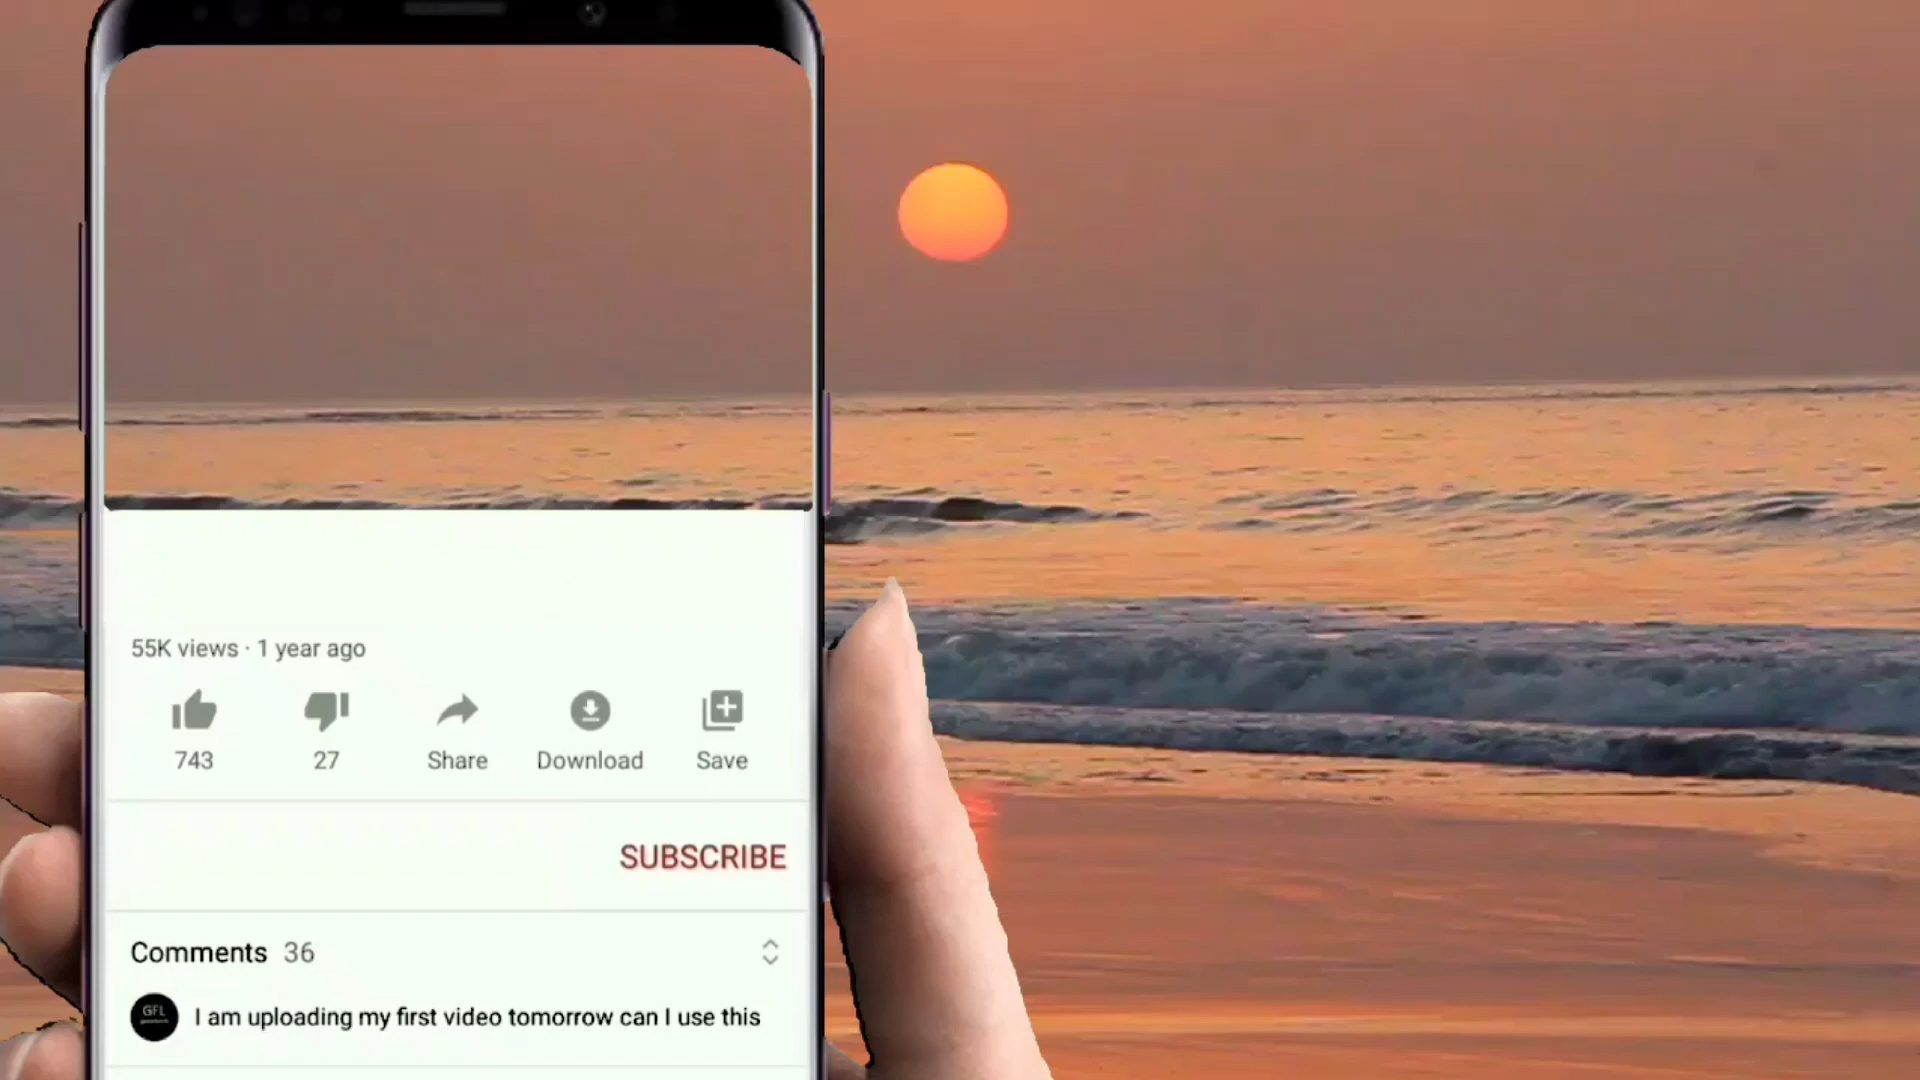 55K views · 1 year ago
743
27
Share
Download
Save
SUBSCRIBE
Comments 36
GFL
I am uploading my first video tomorrow can I use this